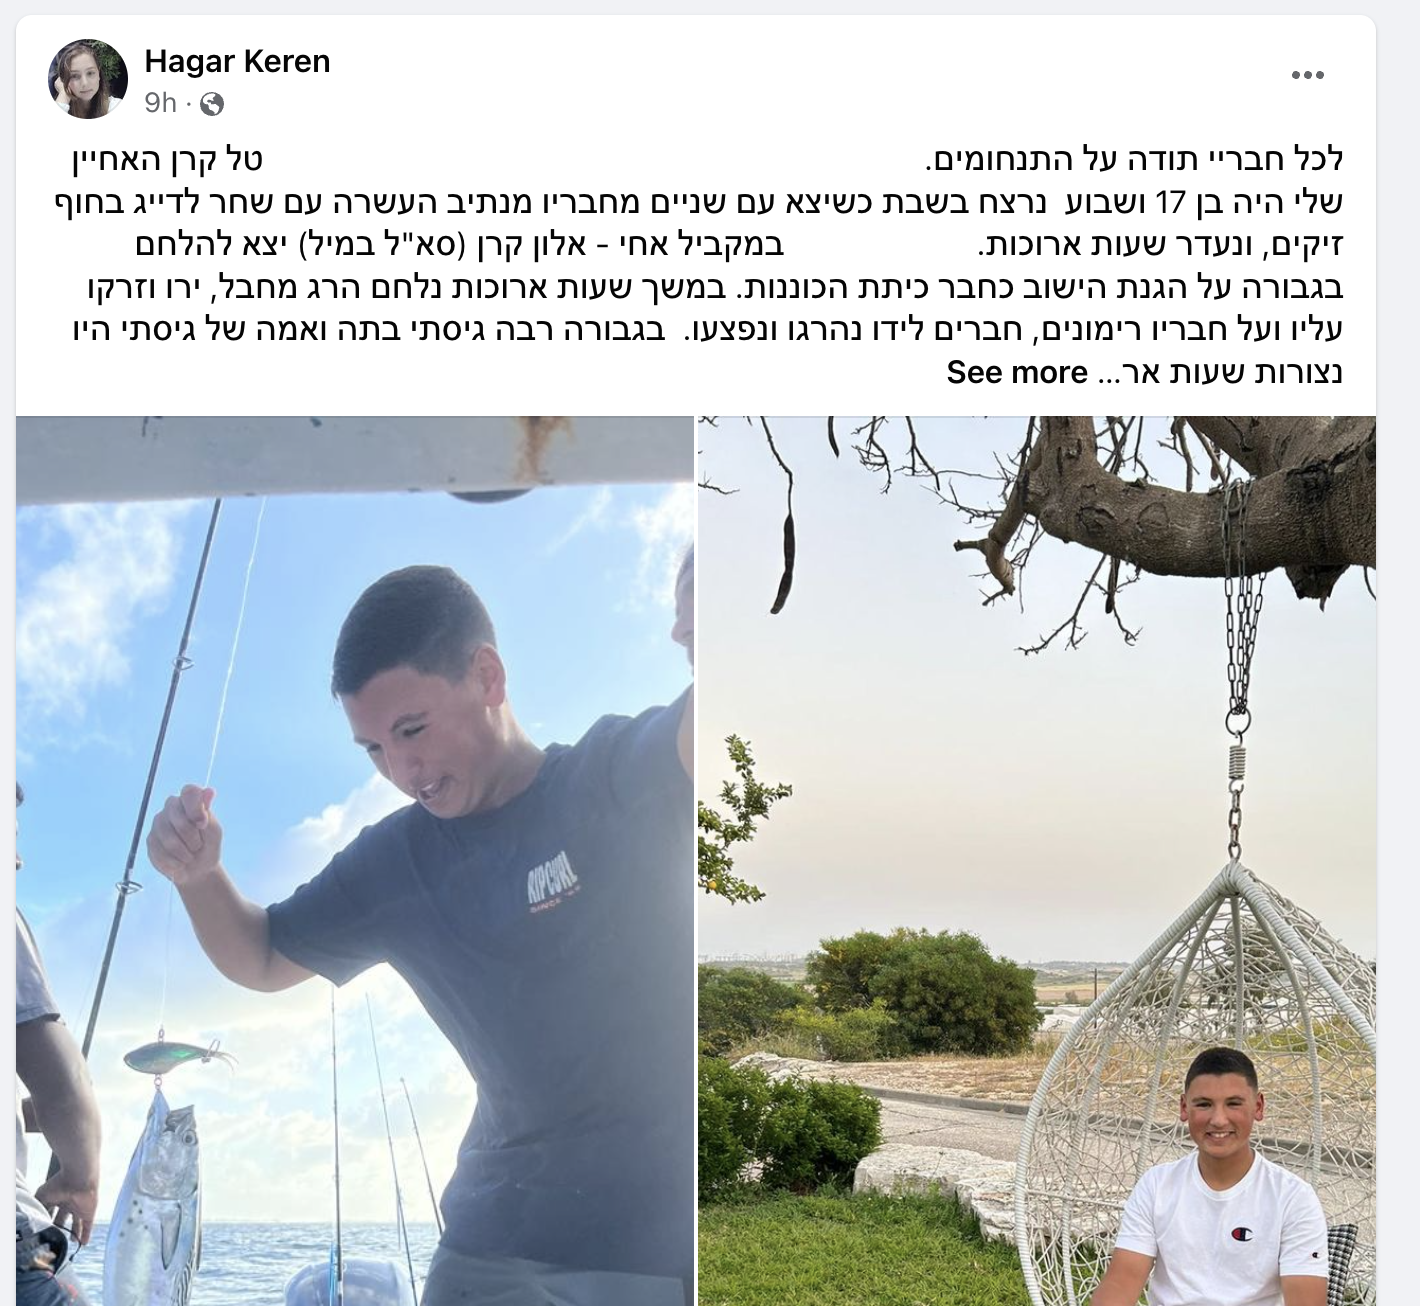 Hagar Keren
9h ·
לכל חבריי תודה על התנחומים. טל קרן האחיין
שלי היה בן 17 ושבוע נרצח בשבת כשיצא עם שניים מחבריו מנתיב העשרה עם שחר לדייג בחוף
זיקים, ונעדר שעות ארוכות. במקביל אחי - אלון קרן (סא"ל במיל) יצא להלחם
בגבורה על הגנת הישוב כחבר כיתת הכוננות. במשך שעות ארוכות נלחם הרג מחבל, ירו וזרקו
עליו ועל חבריו רימונים, חברים לידו נהרגו ונפצעו. בגבורה רבה גיסתי בתה ואמה של גיסתי היו
נצורות שעות אר... See more
RIPCURL
SINCE